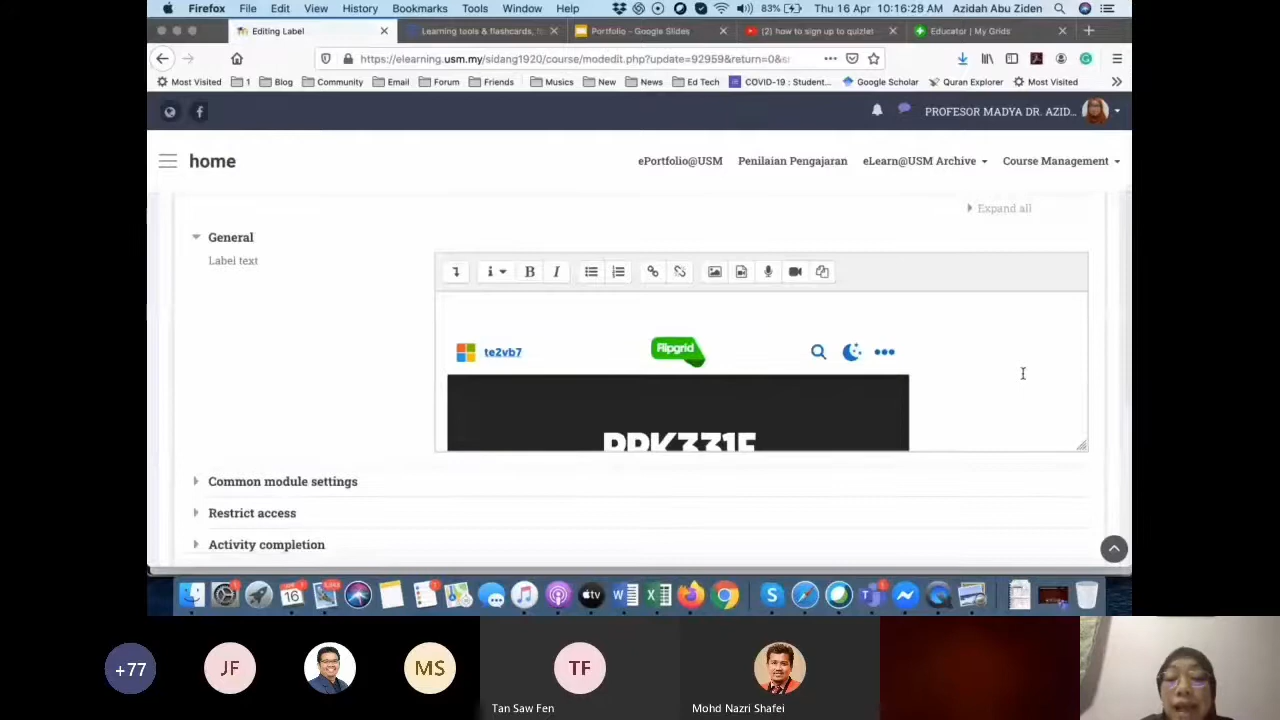 Firefox File Edit View History Bookmarks Tools Window Help 83% Thu 16 Apr 10:16:29 AM Azidah Abu Ziden
Editing Label Learning tools & flashcards, fo Portfolio - Google Slides (2) how to sign up to quizlet Educator | My Grids
https://elearning.usm.my/sidang1920/course/modedit.php?update=92959&return=0&s
Most Visited 1 Blog Community Email Forum Friends Musics New News Ed Tech COVID-19 : Student... Google Scholar Quran Explorer Most Visited
PROFESOR MADYA DR. AZID...
home ePortfolio@USM Penilaian Pengajaran eLearn@USM Archive Course Management
Expand all
General
Label text
B I
te2vb7 Flipgrid
Common module settings
Restrict access
Activity completion
16 tv
+77 JF MS TF
Tan Saw Fen Mohd Nazri Shafei